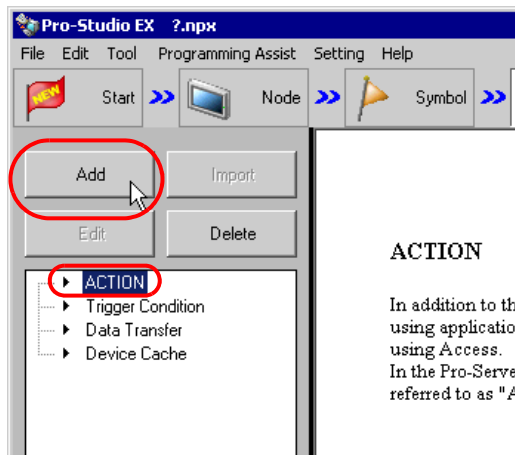 Pro-Studio EX ?.npx
File Edit Tool Programming Assist Setting Help
NEW Start Node Symbol
Add Import
Edit Delete
ACTION
Trigger Condition
Data Transfer
Device Cache
ACTION
In addition to th
using applicatio
using Access.
In the Pro-Serve
referred to as "A